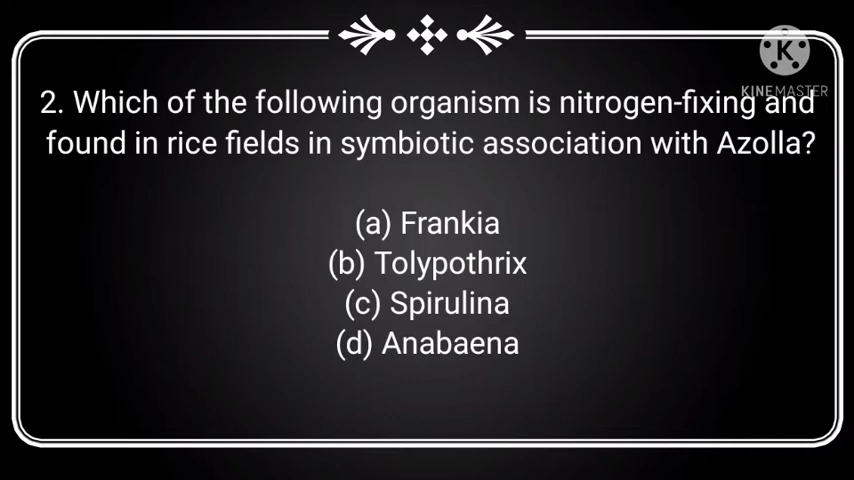 K
KINEMASTER
2. Which of the following organism is nitrogen-fixing and
found in rice fields in symbiotic association with Azolla?
(a) Frankia
(b) Tolypothrix
(c) Spirulina
(d) Anabaena